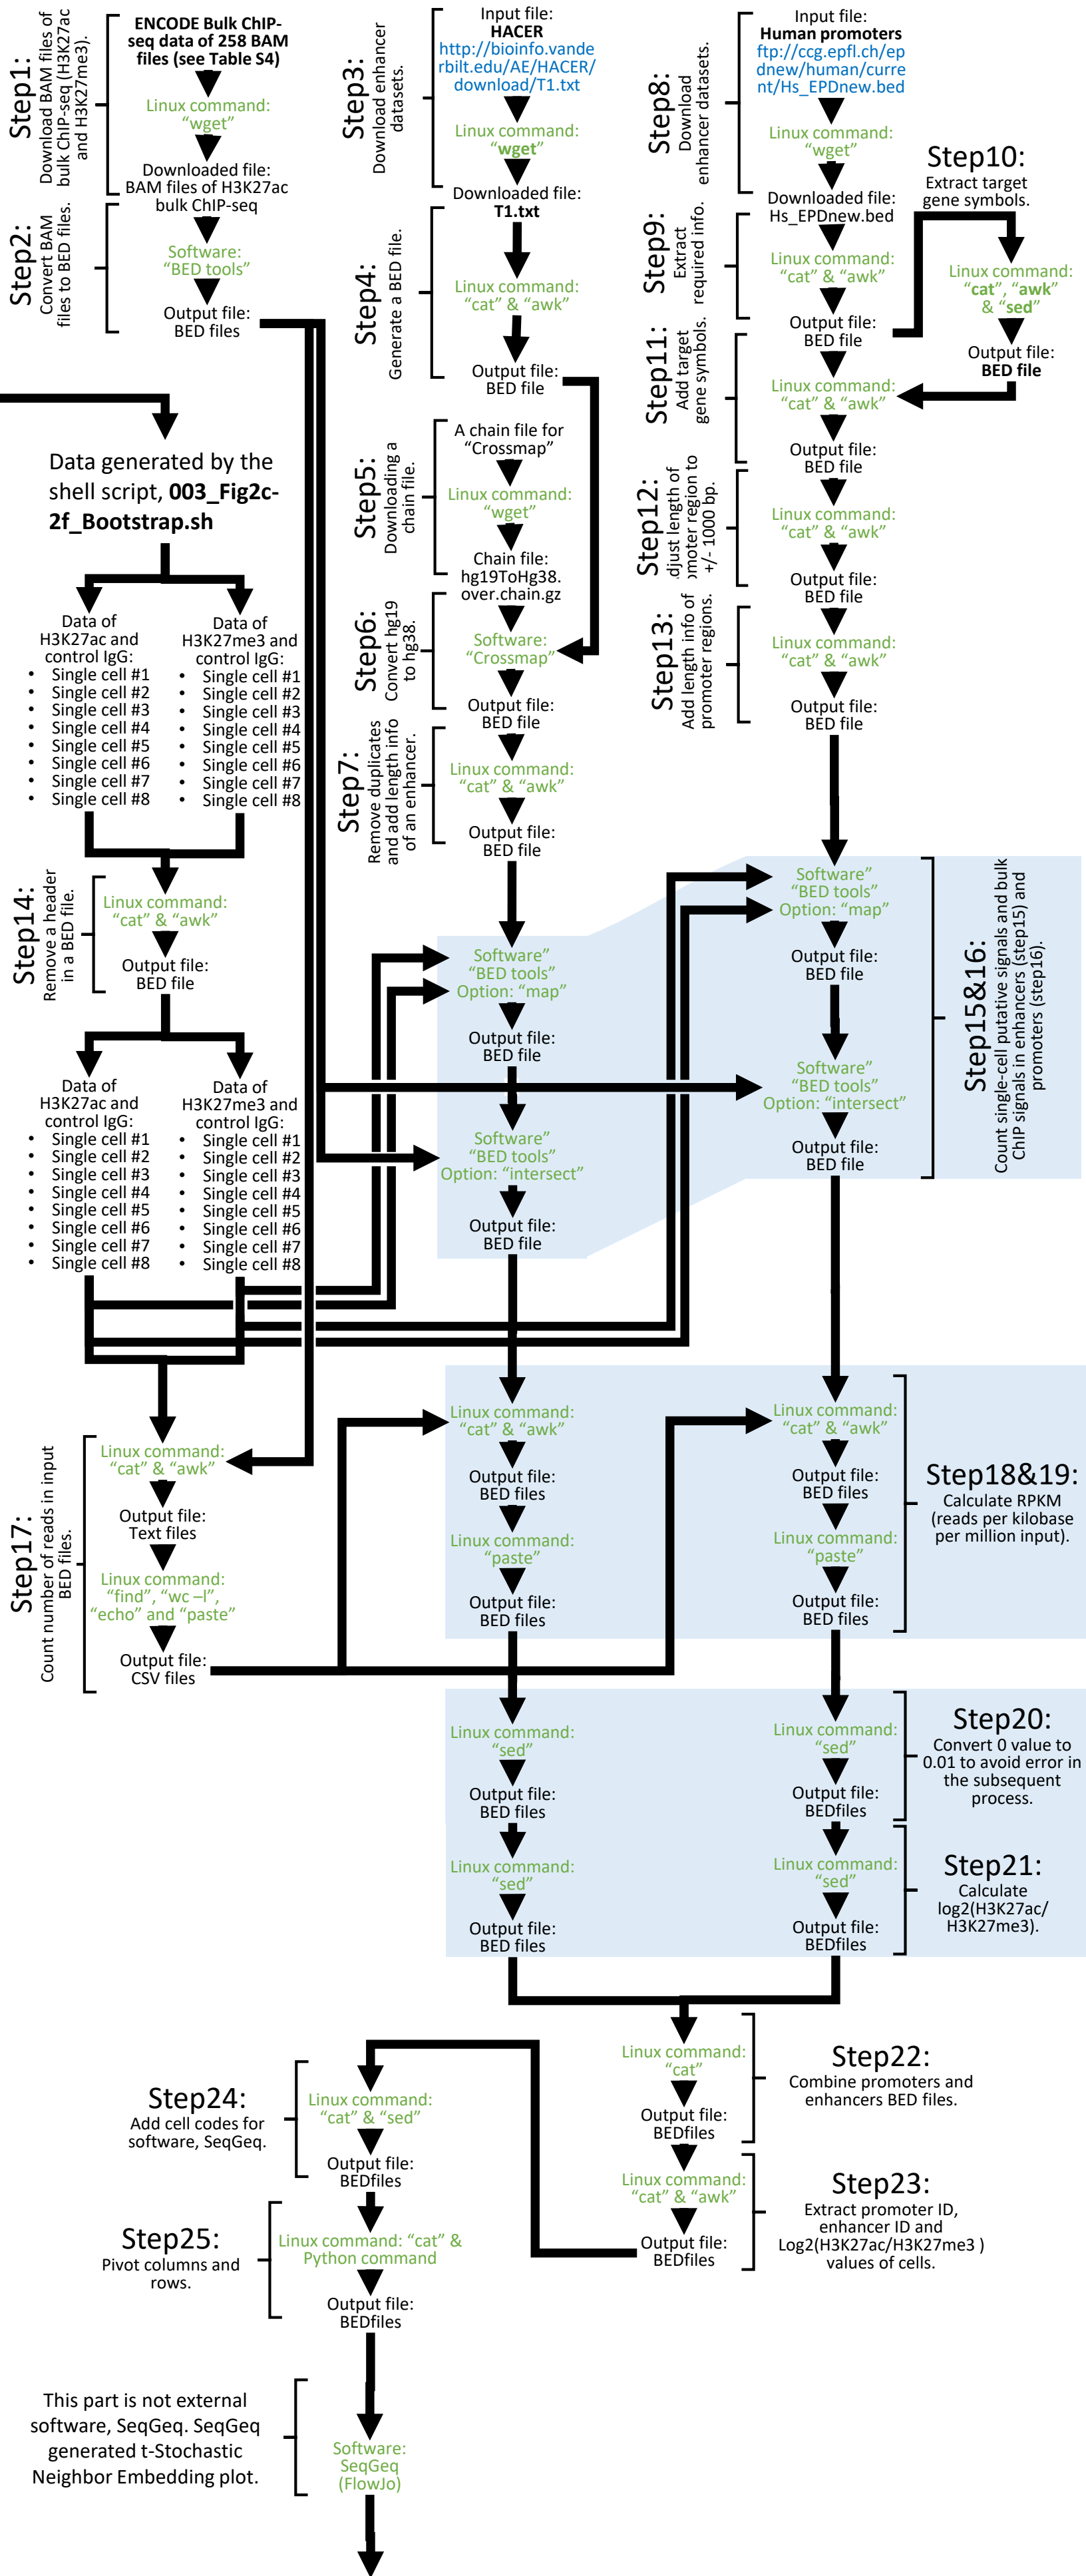 Step1:
Download BAM files of
bulk ChIP-seq (H3K27ac
and H3K27me3).
ENCODE Bulk ChIP-
seq data of 258 BAM
files (see Table S4)
Linux command:
“wget”
Downloaded file:
BAM files of H3K27ac
bulk ChIP-seq
Step2:
Convert BAM
files to BED files.
Software:
“BED tools”
Output file:
BED files
Data generated by the
shell script, 003_Fig2c-
2f_Bootstrap.sh
Data of
H3K27ac and
control IgG:
• Single cell #1
• Single cell #2
• Single cell #3
• Single cell #4
• Single cell #5
• Single cell #6
• Single cell #7
• Single cell #8
Data of
H3K27me3 and
control IgG:
• Single cell #1
• Single cell #2
• Single cell #3
• Single cell #4
• Single cell #5
• Single cell #6
• Single cell #7
• Single cell #8
Step14:
Remove a header
in a BED file.
Linux command:
“cat” & “awk”
Output file:
BED file
Data of
H3K27ac and
control IgG:
• Single cell #1
• Single cell #2
• Single cell #3
• Single cell #4
• Single cell #5
• Single cell #6
• Single cell #7
• Single cell #8
Data of
H3K27me3 and
control IgG:
• Single cell #1
• Single cell #2
• Single cell #3
• Single cell #4
• Single cell #5
• Single cell #6
• Single cell #7
• Single cell #8
Step17:
Count number of reads in input
BED files.
Linux command:
“cat” & “awk”
Output file:
Text files
Linux command:
“find”, “wc –l”,
“echo” and “paste”
Output file:
CSV files
Step3:
Download enhancer
datasets.
Input file:
HACER
http://bioinfo.vande
rbilt.edu/AE/HACER/
download/T1.txt
Linux command:
“wget”
Downloaded file:
T1.txt
Step4:
Generate a BED file.
Linux command:
“cat” & “awk”
Output file:
BED file
Step5:
Downloading a
chain file.
A chain file for
“Crossmap”
Linux command:
“wget”
Chain file:
hg19ToHg38.
over.chain.gz
Step6:
Convert hg19
to hg38.
Software:
“Crossmap”
Output file:
BED file
Step7:
Remove duplicates
and add length info
of an enhancer.
Linux command:
“cat” & “awk”
Output file:
BED file
Software”
“BED tools”
Option: “map”
Output file:
BED file
Software”
“BED tools”
Option: “intersect”
Output file:
BED file
Linux command:
“cat” & “awk”
Output file:
BED files
“paste”
Output file:
BED files
Linux command:
“sed”
Output file:
BED files
Linux command:
“sed”
Output file:
BED files
Step8:
Download
enhancer datasets.
Input file:
Human promoters
ftp://ccg.epfl.ch/ep
dnew/human/curre
nt/Hs_EPDnew.bed
Linux command:
“wget”
Downloaded file:
Hs_EPDnew.bed
Step9:
Extract
required info.
Linux command:
“cat” & “awk”
Output file:
BED file
Step10:
Extract target
gene symbols.
Linux command:
“cat”, “awk”
& “sed”
Output file:
BED file
Step11:
Add target
gene symbols.
Linux command:
“cat” & “awk”
Output file:
BED file
Step12:
djust length of
omoter region to
+/- 1000 bp.
Linux command:
“cat” & “awk”
Output file:
BED file
Step13:
Add length info of
promoter regions.
Linux command:
“cat” & “awk”
Output file:
BED file
Software”
“BED tools”
Option: “map”
Output file:
BED file
Software”
“BED tools”
Option: “intersect”
Output file:
BED file
Step15&16:
Count single-cell putative signals and bulk
ChIP signals in enhancers (step15) and
promoters (step16).
Linux command:
“cat” & “awk”
Output file:
BED files
“paste”
Output file:
BED files
Step18&19:
Calculate RPKM
(reads per kilobase
per million input).
Linux command:
“sed”
Output file:
BEDfiles
Step20:
Convert 0 value to
0.01 to avoid error in
the subsequent
process.
Linux command:
“sed”
Output file:
BEDfiles
Step21:
Calculate
log2(H3K27ac/
H3K27me3).
Linux command:
“cat”
Output file:
BEDfiles
Step22:
Combine promoters and
enhancers BED files.
Linux command:
“cat” & “awk”
Output file:
BEDfiles
Step23:
Extract promoter ID,
enhancer ID and
Log2(H3K27ac/H3K27me3 )
values of cells.
Step24:
Add cell codes for
software, SeqGeq.
Linux command:
“cat” & “sed”
Output file:
BEDfiles
Step25:
Pivot columns and
rows.
Linux command: “cat” &
Python command
Output file:
BEDfiles
This part is not external
software, SeqGeq. SeqGeq
generated t-Stochastic
Neighbor Embedding plot.
Software:
SeqGeq
(FlowJo)